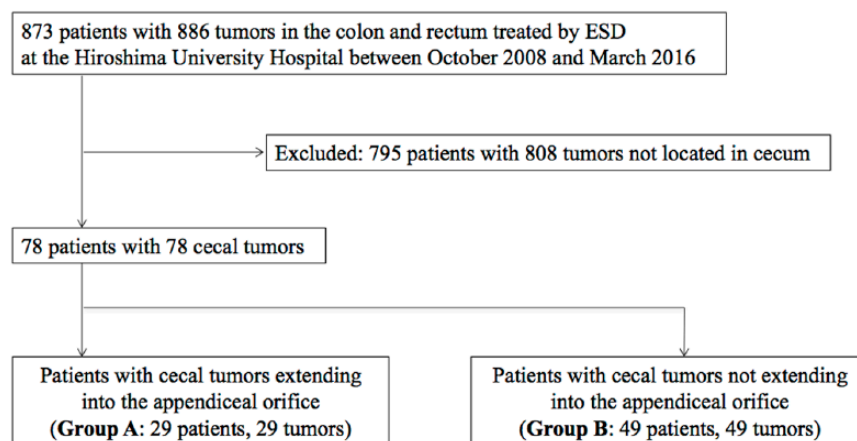 873 patients with 886 tumors in the colon and rectum treated by ESD
at the Hiroshima University Hospital between October 2008 and March 2016
Excluded: 795 patients with 808 tumors not located in cecum
78 patients with 78 cecal tumors
Patients with cecal tumors extending
into the appendiceal orifice
(Group A: 29 patients, 29 tumors)
Patients with cecal tumors not extending
into the appendiceal orifice
(Group B: 49 patients, 49 tumors)